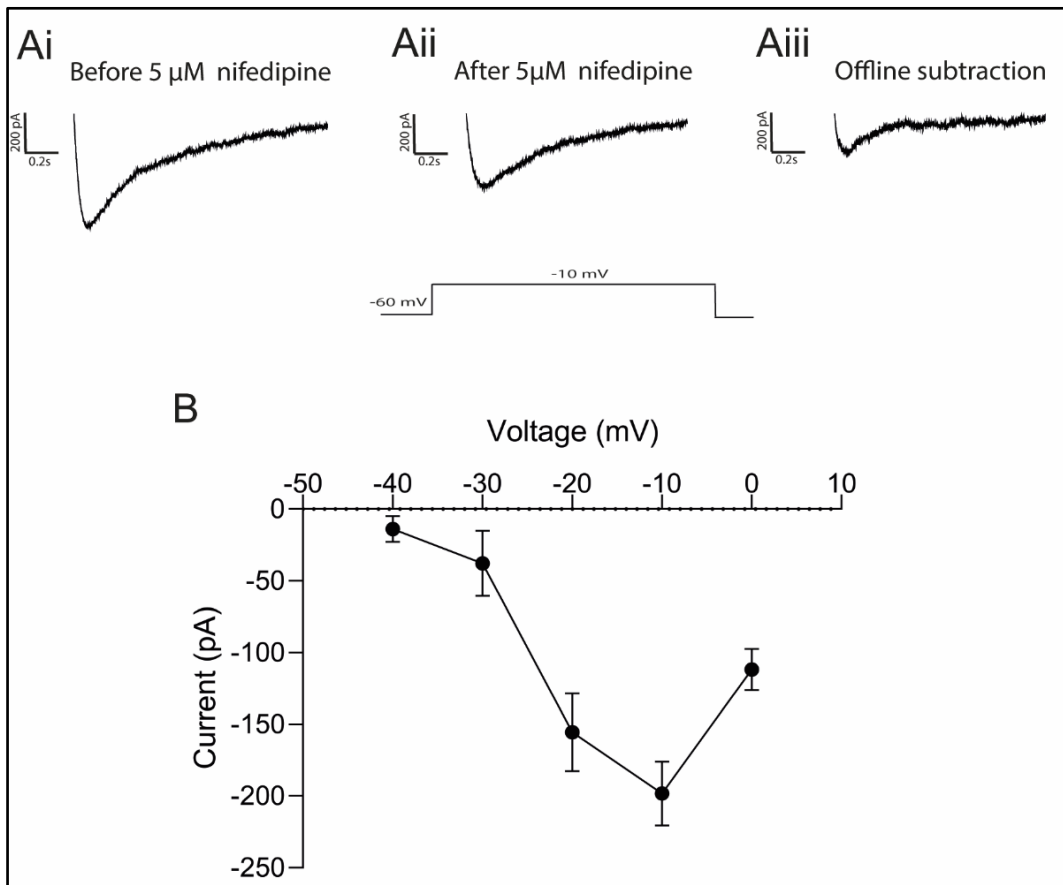 Ai
Before 5 µM nifedipine
200 pA
0.2s
Aii
After 5µM nifedipine
200 pA
0.2s
Aiii
Offline subtraction
200 pA
0.2s
-10 mV
-60 mV
B
Voltage (mV)
-50 -40 -30 -20 -10 0 10
0
-50
-100
-150
-200
-250
Current (pA)